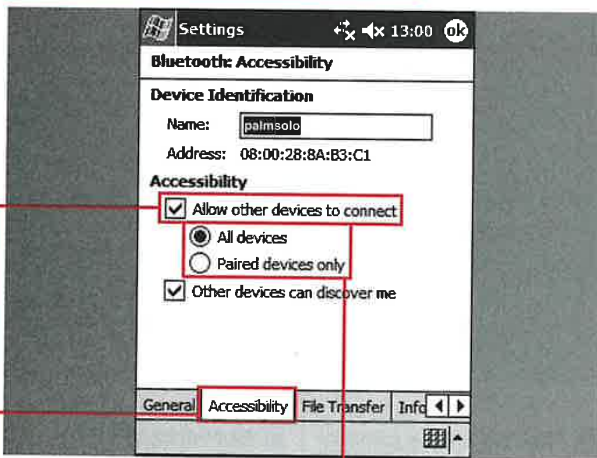 Settings 13:00 ok
Bluetooth: Accessibility
Device Identification
Name: palmsolo
Address: 08:00:28:8A:B3:C1
Accessibility
Allow other devices to connect
All devices
Paired devices only
Other devices can discover me
General Accessibility File Transfer